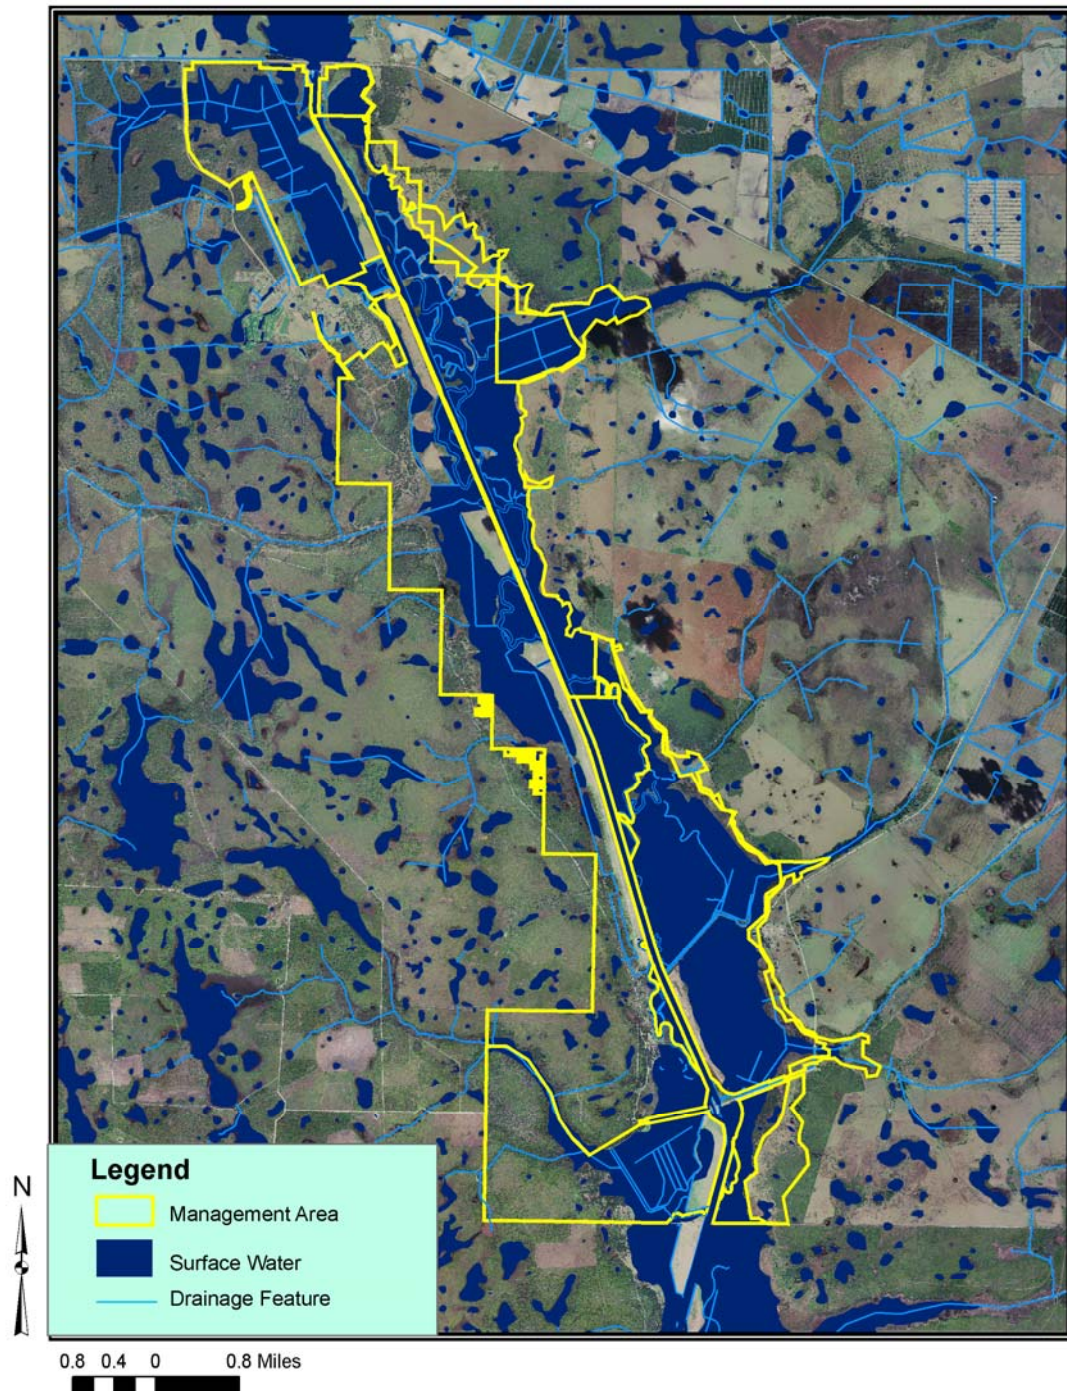 Legend
Management Area
Surface Water
Drainage Feature
N
0.8 0.4 0 0.8 Miles